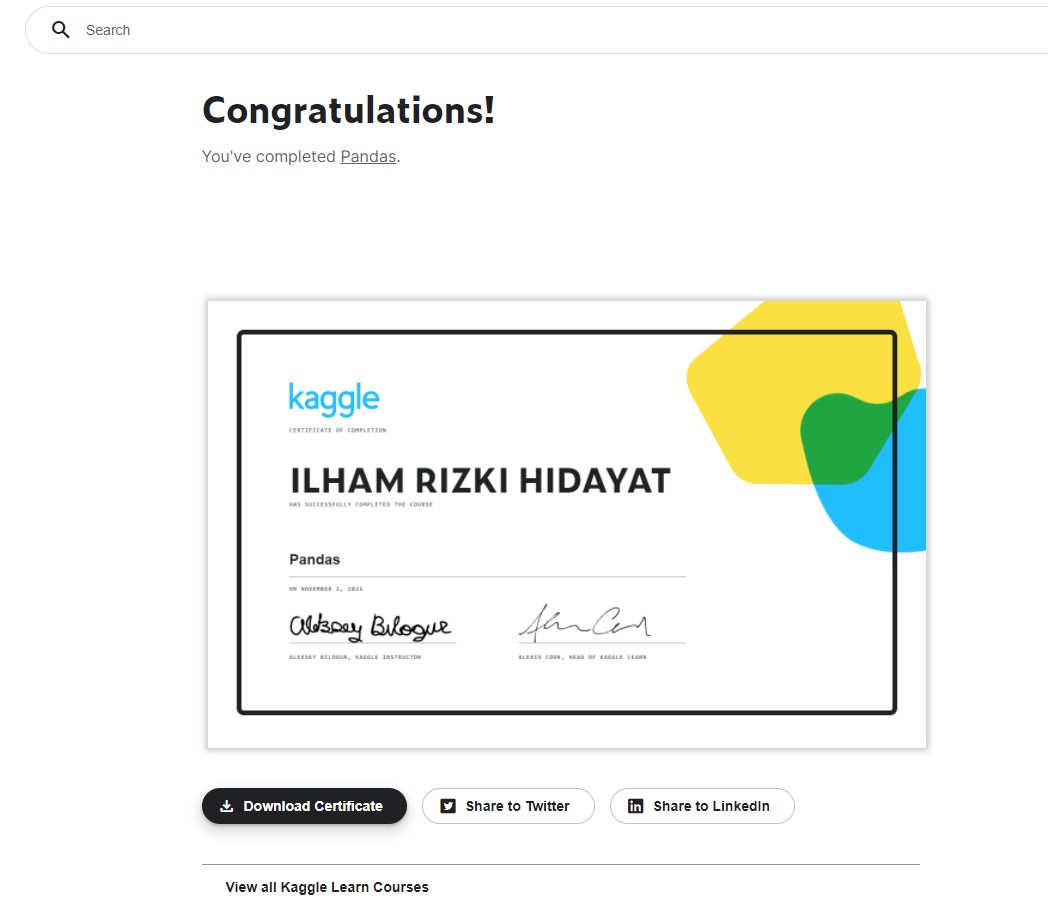 Search
Congratulations!
You've completed Pandas.
kaggle
CERTIFICATE OF COMPLETION
ILHAM RIZKI HIDAYAT
HAS SUCCESSFULLY COMPLETED THE COURSE
Pandas
ON NOVEMBER 2, 2021
Aleksey Bilogur
ALEKSEY BILOGUR, KAGGLE INSTRUCTOR
ALEXIS COOK, HEAD OF KAGGLE LEARN
Download Certificate
Share to Twitter
Share to LinkedIn
View all Kaggle Learn Courses